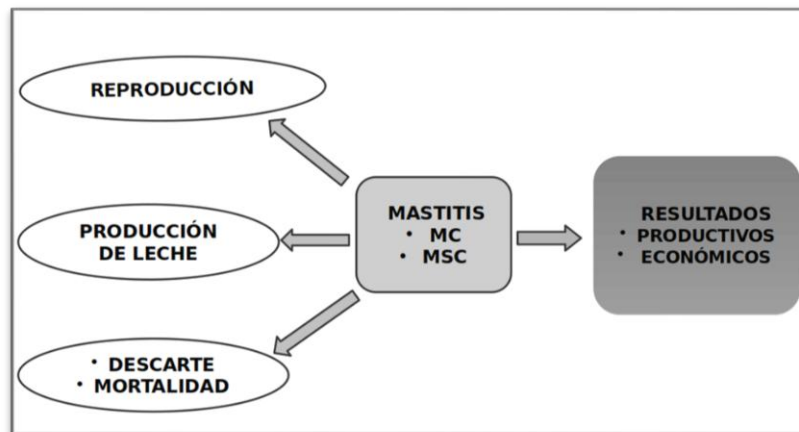 REPRODUCCIÓN
PRODUCCIÓN
DE LECHE
• DESCARTE
• MORTALIDAD
MASTITIS
• MC
• MSC
RESULTADOS
• PRODUCTIVOS
• ECONÓMICOS